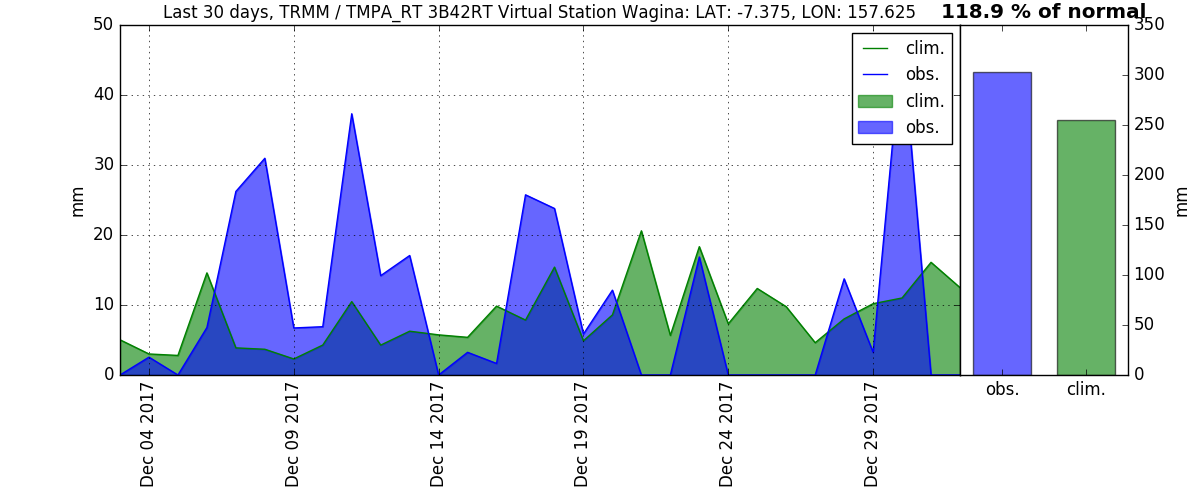 Last 30 days, TRMM / TMPA_RT 3B42RT Virtual Station Wagina: LAT: -7.375, LON: 157.625
118.9 % of normal
50
40
30
20
10
0
mm
clim.
obs.
clim.
obs.
Dec 04 2017
Dec 09 2017
Dec 14 2017
Dec 19 2017
Dec 24 2017
Dec 29 2017
350
300
250
200
150
100
50
0
mm
obs.
clim.